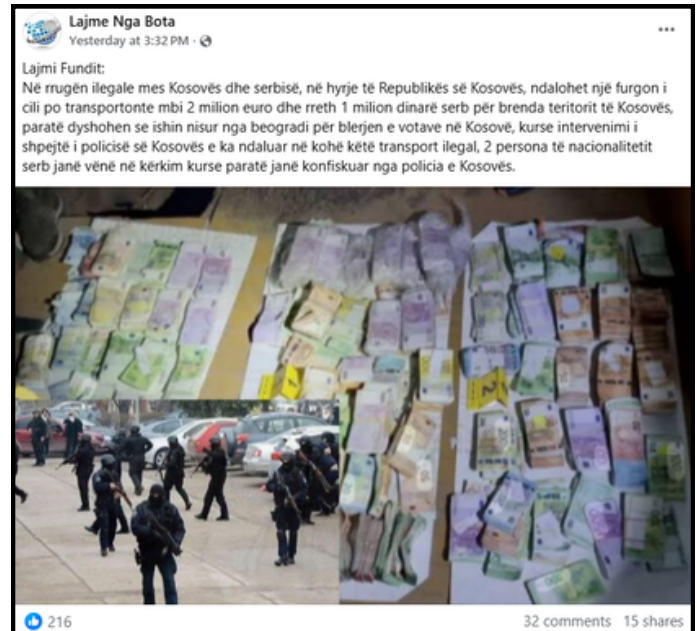 Lajme Nga Bota
Yesterday at 3:32 PM ·
Lajmi Fundit:
Në rrugën ilegale mes Kosovës dhe serbisë, në hyrje të Republikës së Kosovës, ndalohet një furgon i
cili po transportonte mbi 2 milion euro dhe rreth 1 milion dinarë serb për brenda teritorit të Kosovës,
paratë dyshohen se ishin nisur nga beogradi për blerjen e votave në Kosovë, kurse intervenimi i
shpejtë i policisë së Kosovës e ka ndaluar në kohë këtë transport ilegal, 2 persona të nacionalitetit
serb janë vënë në kërkim kurse paratë janë konfiskuar nga policia e Kosovës.
2
216
32 comments 15 shares